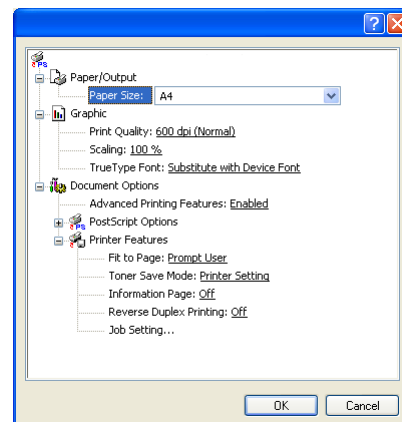 PS
Paper/Output
Paper Size: A4
Graphic
Print Quality: 600 dpi (Normal)
Scaling: 100 %
TrueType Font: Substitute with Device Font
Document Options
Advanced Printing Features: Enabled
PostScript Options
Printer Features
Fit to Page: Prompt User
Toner Save Mode: Printer Setting
Information Page: Off
Reverse Duplex Printing: Off
Job Setting...
OK Cancel